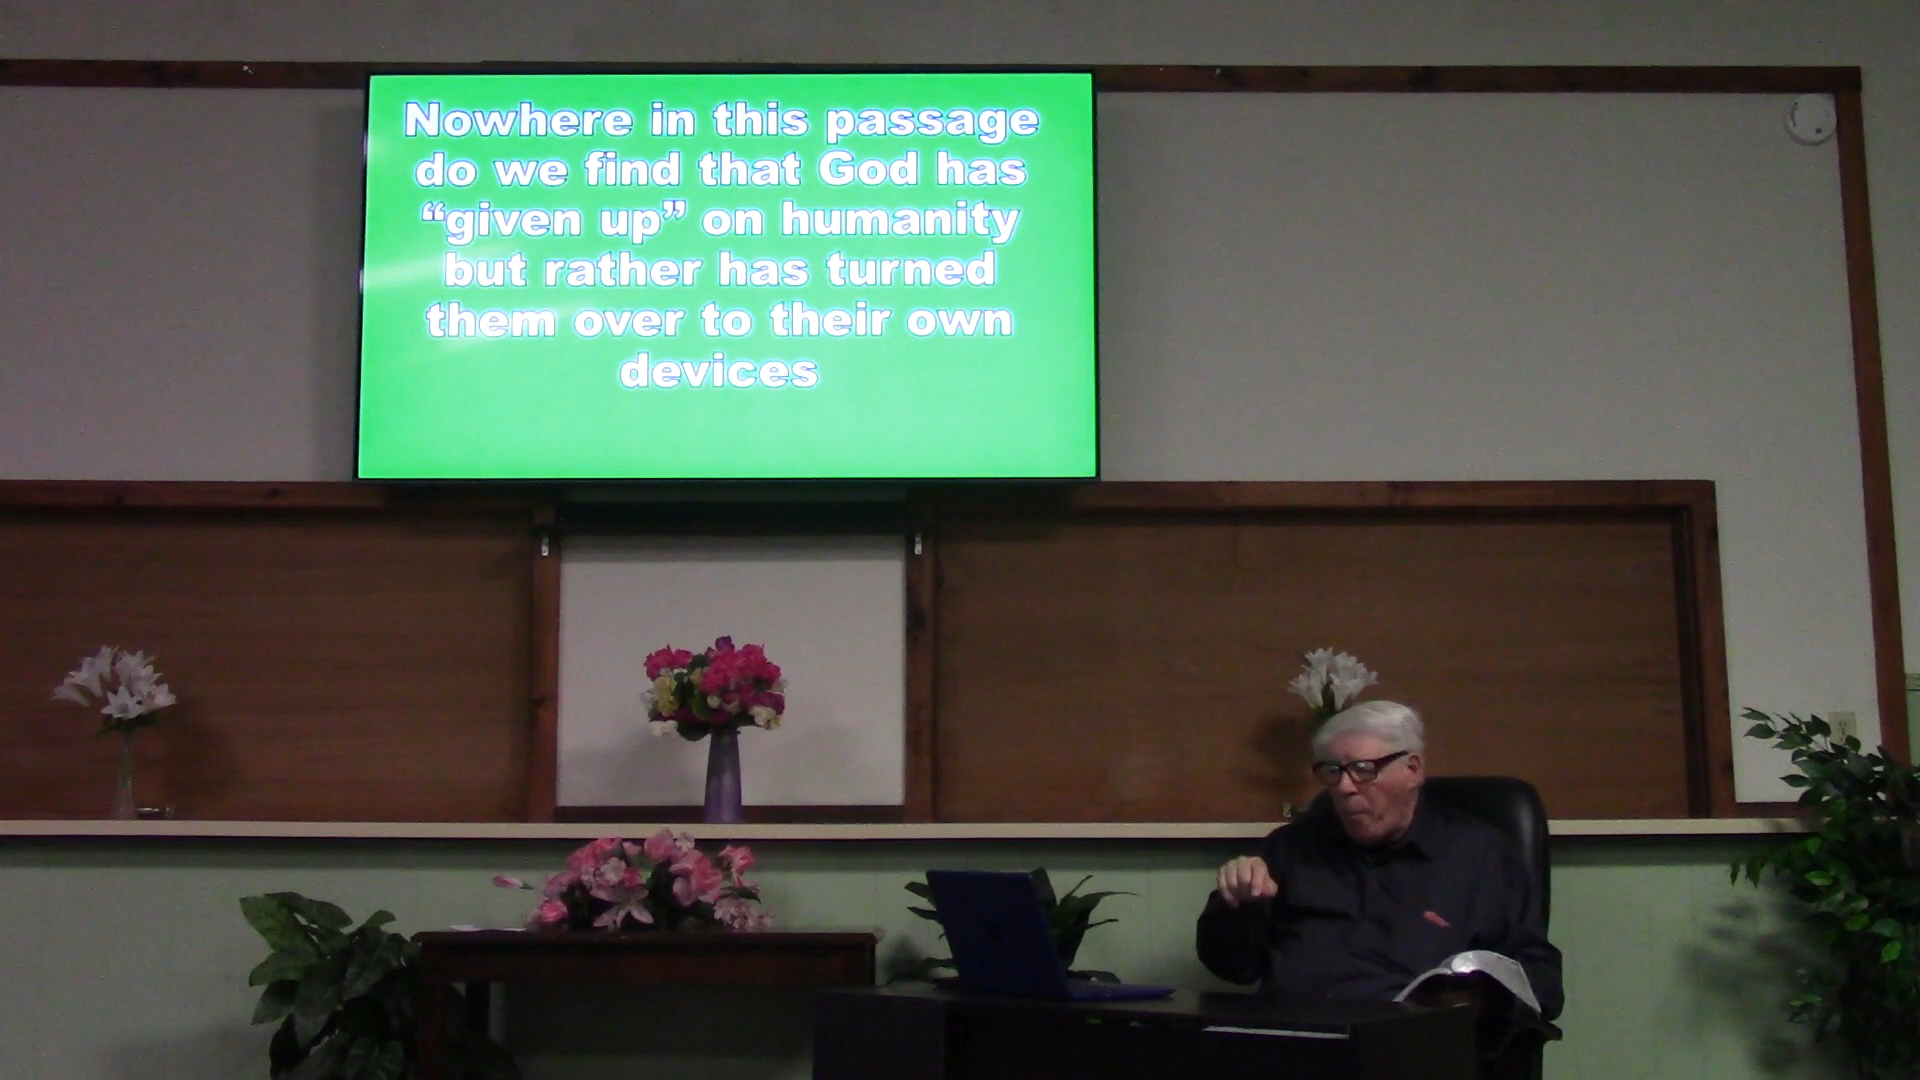 Nowhere in this passage
do we find that God has
“given up” on humanity
but rather has turned
them over to their own
devices